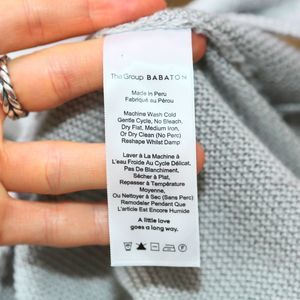 The Group BABATON
Made in Peru
Fabriqué au Pérou
Machine Wash Cold
Gentle Cycle, No Bleach.
Dry Flat, Medium Iron,
Or Dry Clean (No Perc)
Reshape Whilst Damp
Laver À La Machine À
L'eau Froide Au Cycle Délicat.
Pas De Blanchiment,
Sécher à Plat,
Repasser à Température
Moyenne,
Ou Nettoyer à Sec (Sans Perc)
Remodeler Pendant Que
L'article Est Encore Humide
A little love
goes a long way.